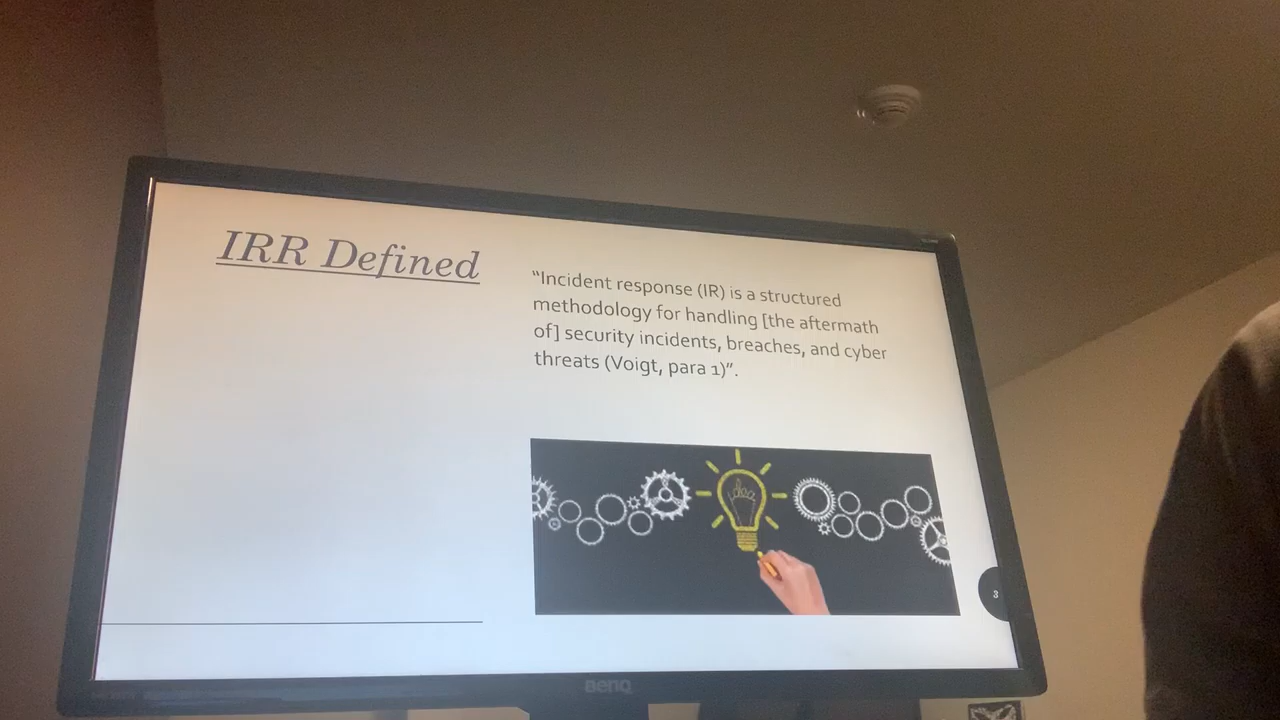 IRR Defined
“Incident response (IR) is a structured
methodology for handling [the aftermath
of] security incidents, breaches, and cyber
threats (Voigt, para 1)”.
idea
3
BenQ